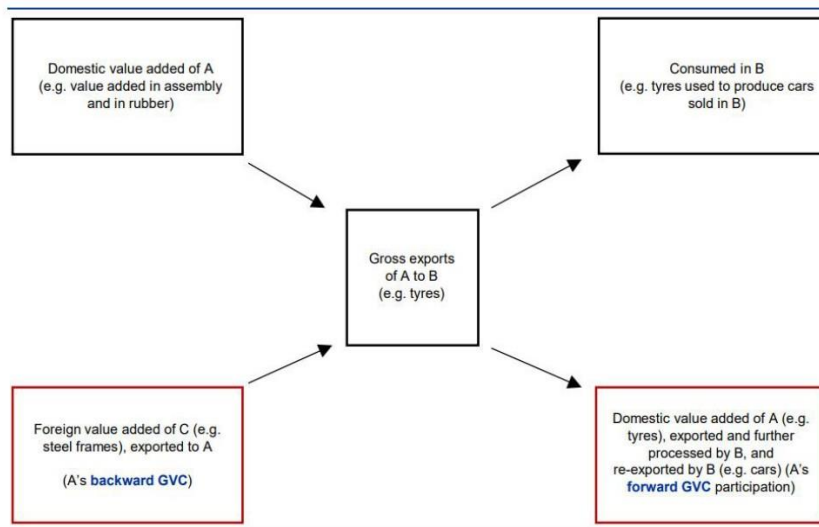 Domestic value added of A
(e.g. value added in assembly
and in rubber)
Consumed in B
(e.g. tyres used to produce cars
sold in B)
Gross exports
of A to B
(e.g. tyres)
Foreign value added of C (e.g.
steel frames), exported to A
(A's backward GVC)
Domestic value added of A (e.g.
tyres), exported and further
processed by B, and
re-exported by B (e.g. cars) (A's
forward GVC participation)